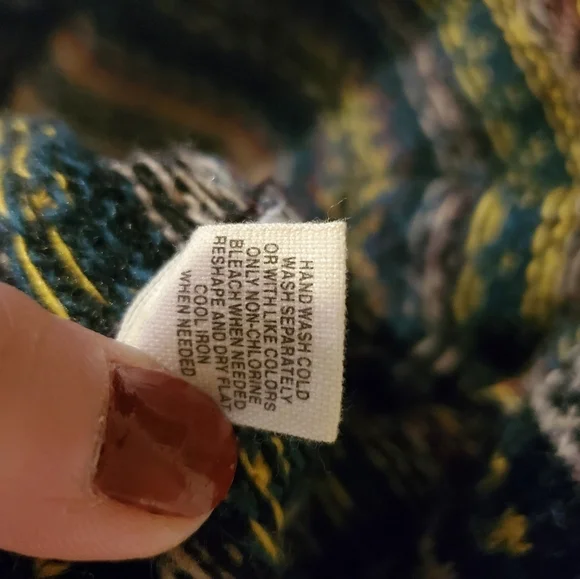 HAND WASH COLD
WASH SEPARATELY
OR WITH LIKE COLORS
ONLY NON-CHLORINE
BLEACH WHEN NEEDED
RESHAPE AND DRY FLAT
COOL IRON
WHEN NEEDED